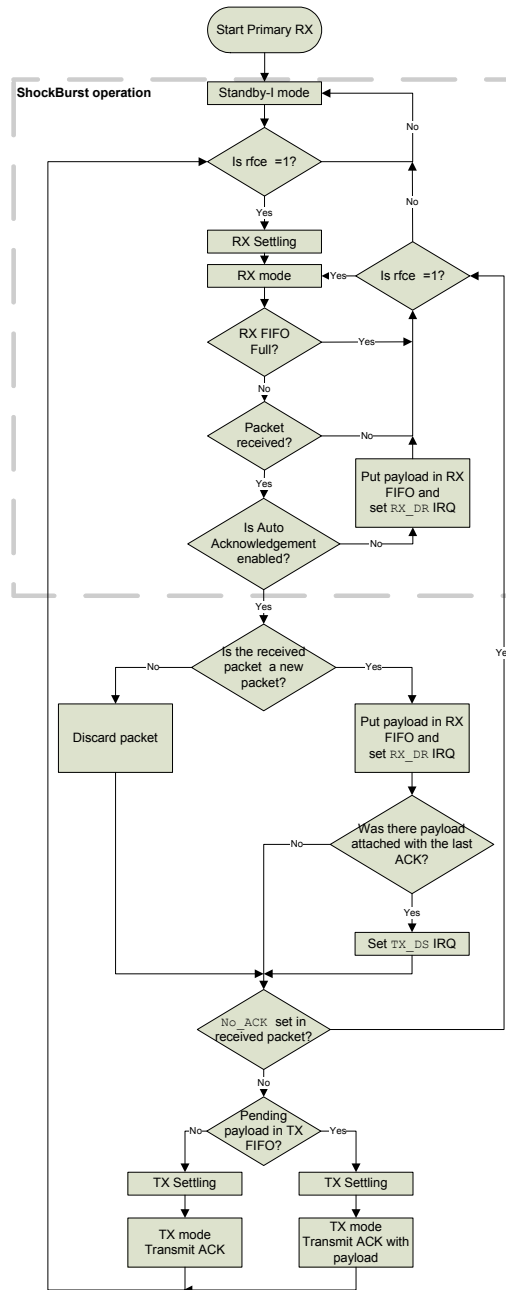 Start Primary RX
ShockBurst operation
Standby-I mode
No
Is rfce =1?
No
Yes
RX Settling
RX mode
Yes
Is rfce =1?
RX FIFO
Full?
Yes
No
Packet
received?
No
Put payload in RX
FIFO and
set RX_DR IRQ
Yes
Is Auto
Acknowledgement
enabled?
No
Yes
Is the received
packet a new
packet?
No
Yes
Ye
Discard packet
Put payload in RX
FIFO and
set RX_DR IRQ
Was there payload
attached with the last
ACK?
No
Yes
Set TX_DS IRQ
No_ACK set in
received packet?
No
Pending
payload in TX
FIFO?
No
Yes
TX Settling
TX Settling
TX mode
Transmit ACK
TX mode
Transmit ACK with
payload